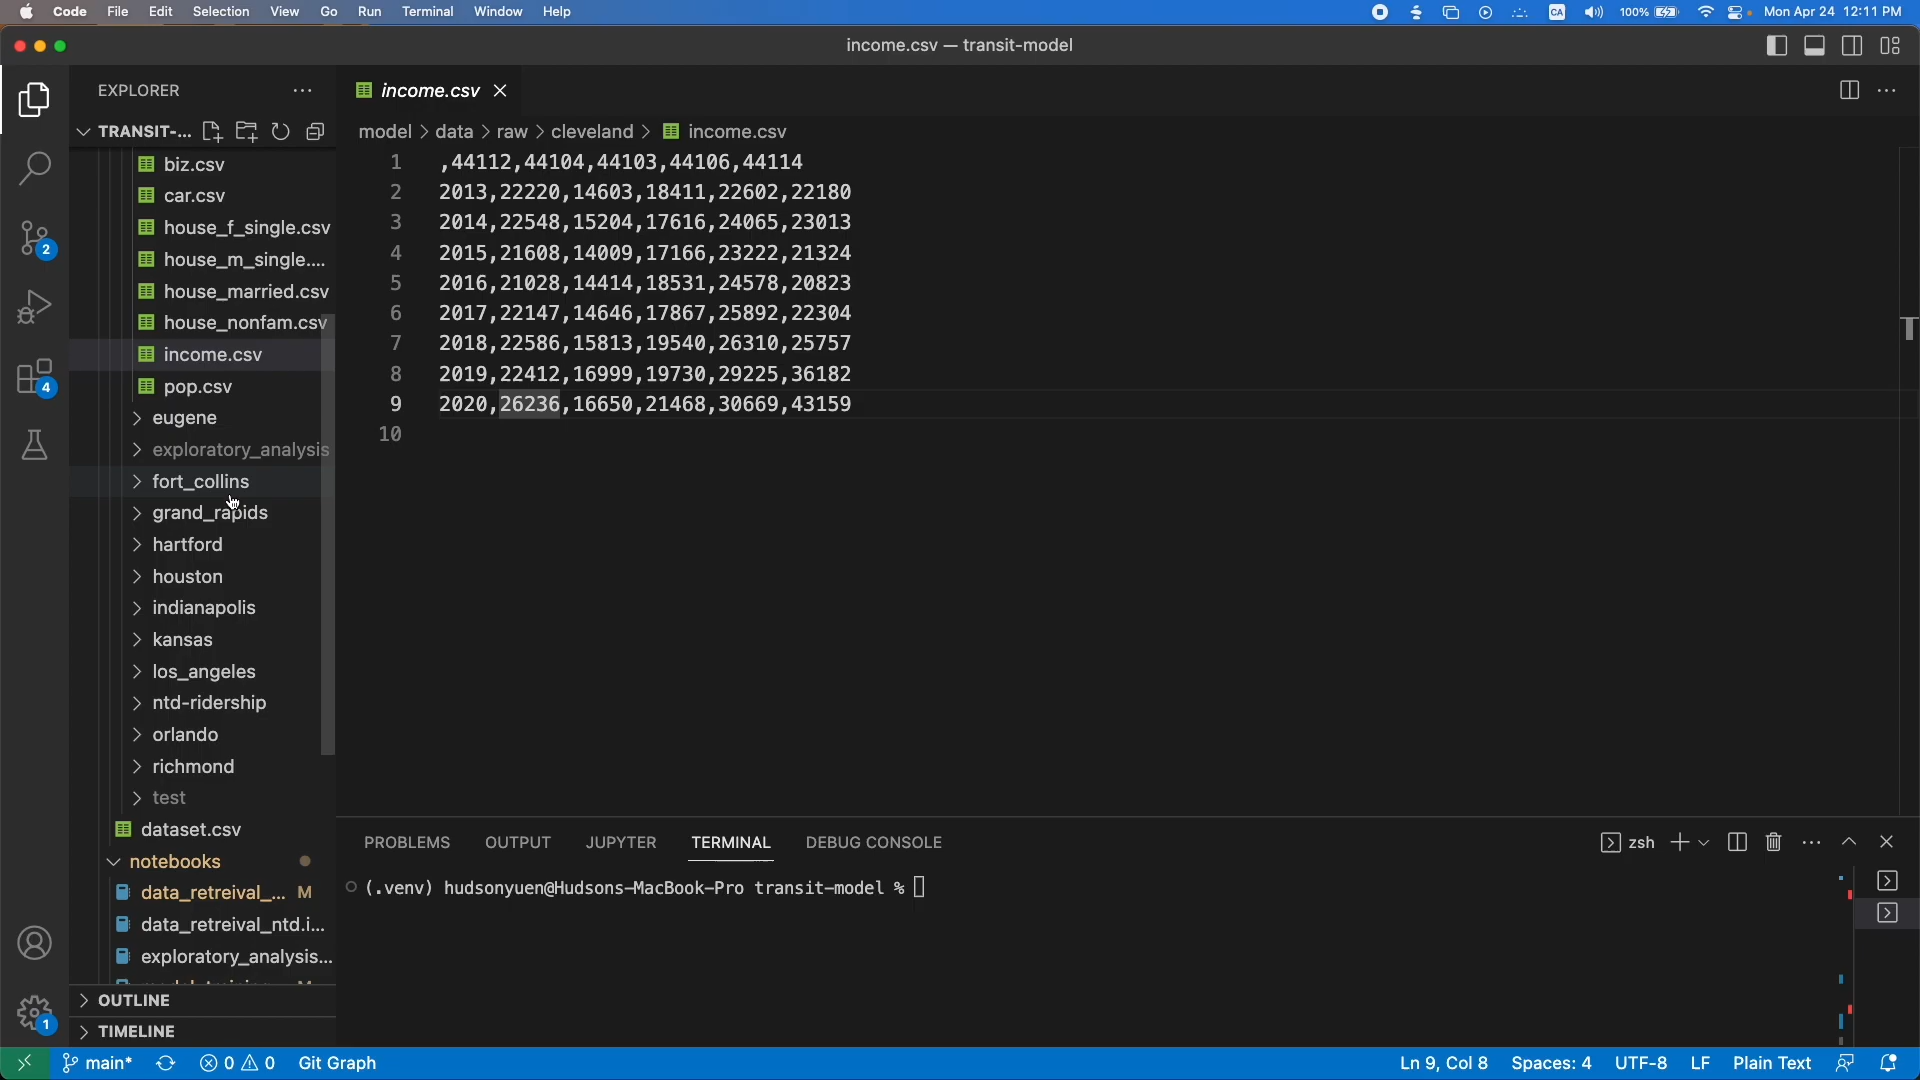 Code File Edit Selection View Go Run Terminal Window Help
CA 100% Mon Apr 24 12:11 PM
income.csv — transit-model
EXPLORER
income.csv
TRANSIT-...
model > data > raw > cleveland > income.csv
biz.csv
car.csv
house_f_single.csv
house_m_single....
house_married.csv
house_nonfam.csv
income.csv
pop.csv
eugene
exploratory_analysis
fort_collins
grand_rapids
hartford
houston
indianapolis
kansas
los_angeles
ntd-ridership
orlando
richmond
test
dataset.csv
notebooks
data_retreival_... M
data_retreival_ntd.i...
exploratory_analysis...
OUTLINE
TIMELINE
2
4
1
1 ,44112,44104,44103,44106,44114
2 2013,22220,14603,18411,22602,22180
3 2014,22548,15204,17616,24065,23013
4 2015,21608,14009,17166,23222,21324
5 2016,21028,14414,18531,24578,20823
6 2017,22147,14646,17867,25892,22304
7 2018,22586,15813,19540,26310,25757
8 2019,22412,16999,19730,29225,36182
9 2020,26236,16650,21468,30669,43159
10
PROBLEMS OUTPUT JUPYTER TERMINAL DEBUG CONSOLE
zsh
(.venv) hudsonyuen@Hudsons-MacBook-Pro transit-model %
main* 0 0 Git Graph
Ln 9, Col 8 Spaces: 4 UTF-8 LF Plain Text